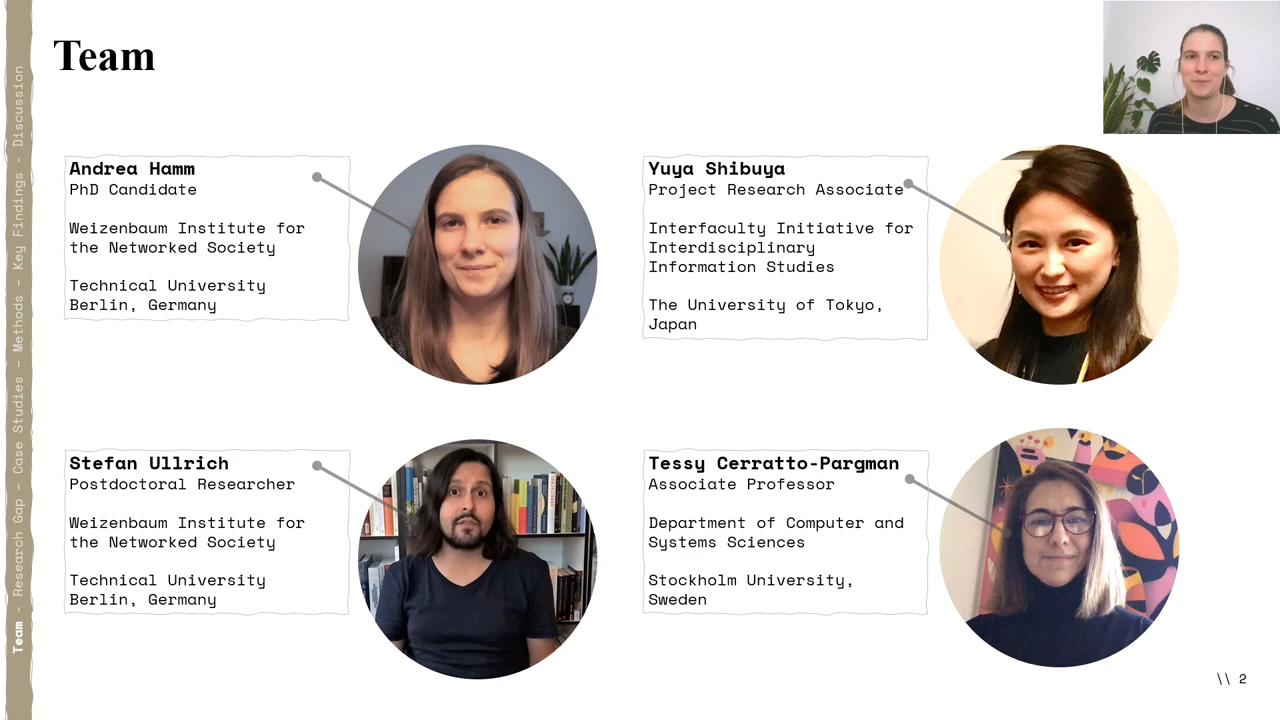 Team
Andrea Hamm
PhD Candidate
Weizenbaum Institute for
the Networked Society
Technical University
Berlin, Germany
Yuya Shibuya
Project Research Associate
Interfaculty Initiative for
Interdisciplinary
Information Studies
The University of Tokyo,
Japan
Stefan Ullrich
Postdoctoral Researcher
Weizenbaum Institute for
the Networked Society
Technical University
Berlin, Germany
Tessy Cerratto-Pargman
Associate Professor
Department of Computer and
Systems Sciences
Stockholm University,
Sweden
Team - Research Gap - Case Studies - Methods - Key Findings - Discussion
\\ 2